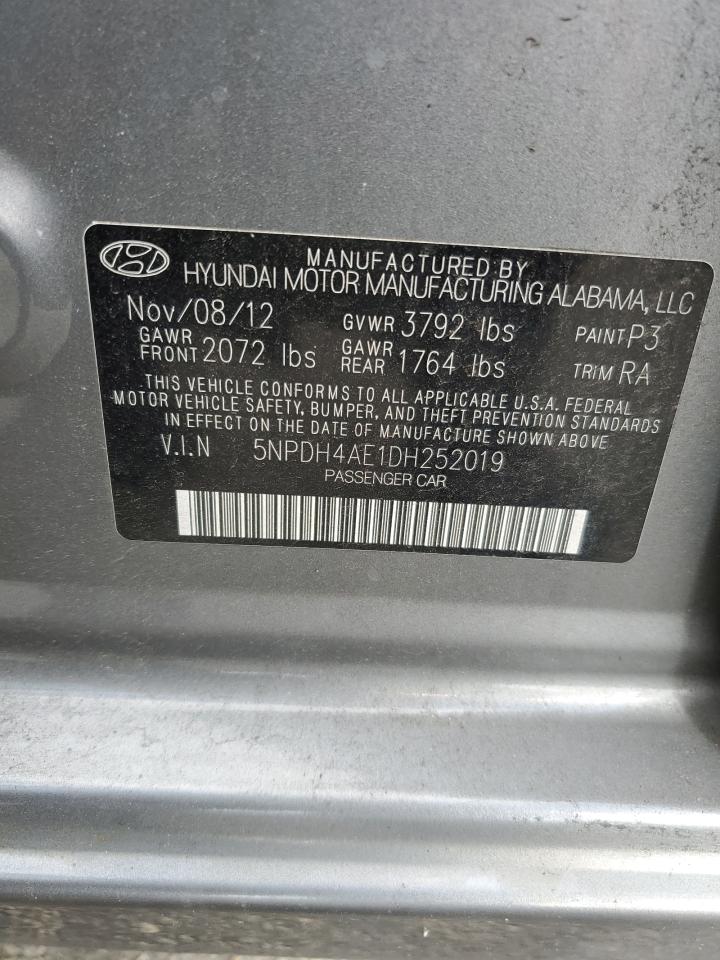 MANUFACTURED BY
HYUNDAI MOTOR MANUFACTURING ALABAMA, LLC
Nov/08/12 GVWR 3792 lbs PAINT P3
GAWR FRONT 2072 lbs GAWR REAR 1764 lbs TRIM RA
THIS VEHICLE CONFORMS TO ALL APPLICABLE U.S.A. FEDERAL
MOTOR VEHICLE SAFETY, BUMPER, AND THEFT PREVENTION STANDARDS
IN EFFECT ON THE DATE OF MANUFACTURE SHOWN ABOVE
V.I.N 5NPDH4AE1DH252019
PASSENGER CAR